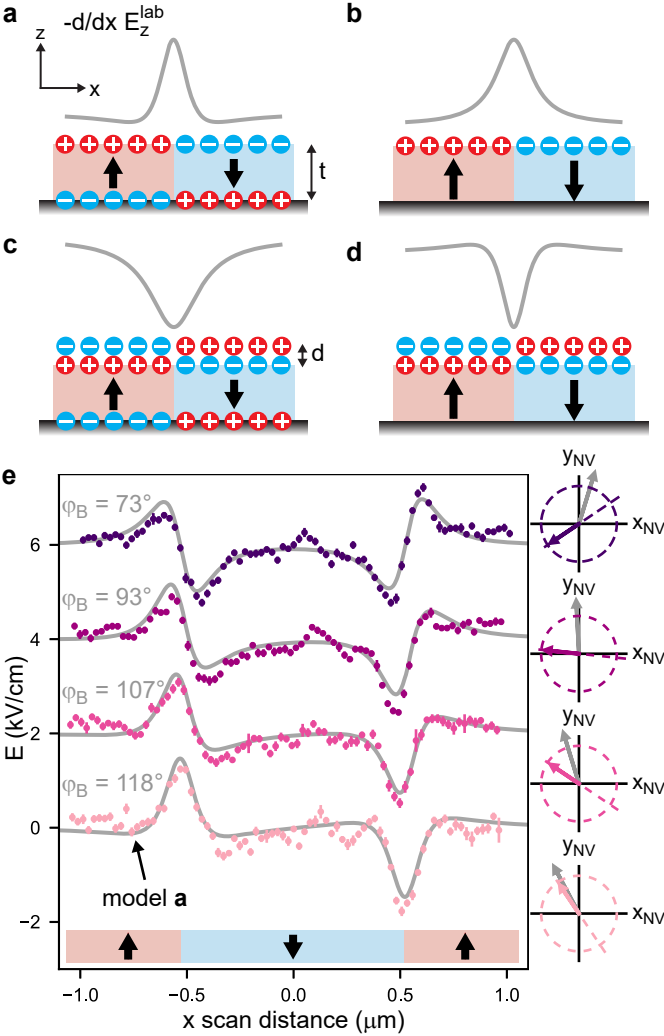 a
-d/dx E_z^lab
z
x
t
b
c
d
d
e
φ_B = 73°
φ_B = 93°
φ_B = 107°
φ_B = 118°
model a
E (kV/cm)
6
4
2
0
−2
−1.0
−0.5
0.0
0.5
1.0
x scan distance (μm)
y_NV
x_NV
y_NV
x_NV
y_NV
x_NV
y_NV
x_NV